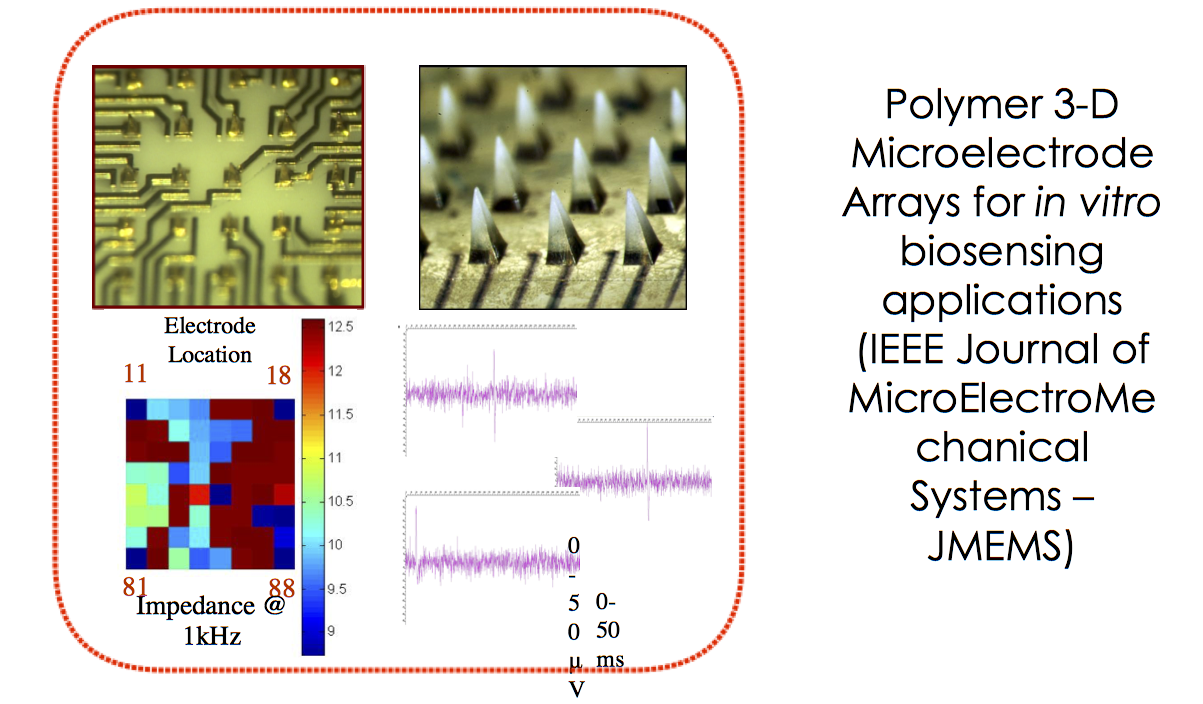 Polymer 3-D
Microelectrode
Arrays for in vitro
biosensing
applications
(IEEE Journal of
MicroElectroMe
chanical
Systems –
JMEMS)
Electrode
Location
11
18
81
88
Impedance @
1kHz
12.5
12
11.5
11
10.5
10
9.5
9
0
-
5
0
μ
V
0-
50
ms